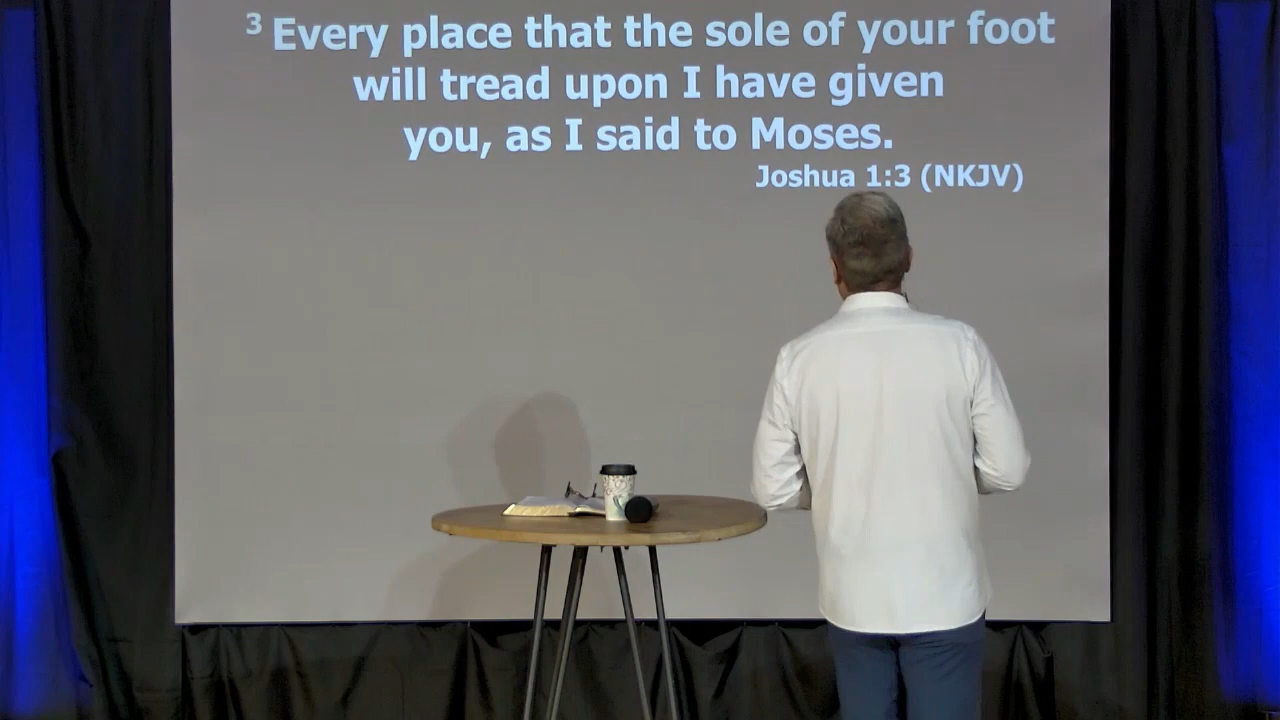 3 Every place that the sole of your foot
will tread upon I have given
you, as I said to Moses.
Joshua 1:3 (NKJV)